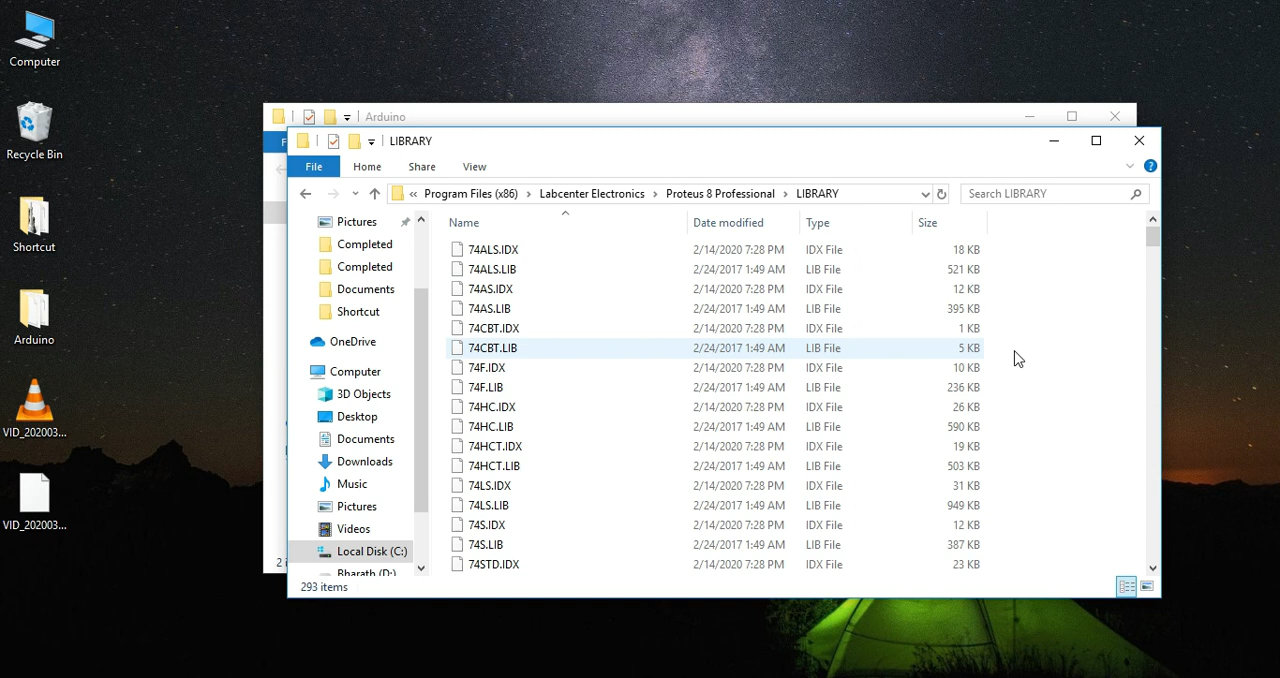 Computer
Recycle Bin
Shortcut
Arduino
VID_202003...
VID_202003...
Arduino
LIBRARY
File Home Share View
« Program Files (x86) › Labcenter Electronics › Proteus 8 Professional › LIBRARY
Search LIBRARY
Pictures
Completed
Completed
Documents
Shortcut
OneDrive
Computer
3D Objects
Desktop
Documents
Downloads
Music
Pictures
Videos
Local Disk (C:)
Bharath (D:)
Name Date modified Type Size
74ALS.IDX 2/14/2020 7:28 PM IDX File 18 KB
74ALS.LIB 2/24/2017 1:49 AM LIB File 521 KB
74AS.IDX 2/14/2020 7:28 PM IDX File 12 KB
74AS.LIB 2/24/2017 1:49 AM LIB File 395 KB
74CBT.IDX 2/14/2020 7:28 PM IDX File 1 KB
74CBT.LIB 2/24/2017 1:49 AM LIB File 5 KB
74F.IDX 2/14/2020 7:28 PM IDX File 10 KB
74F.LIB 2/24/2017 1:49 AM LIB File 236 KB
74HC.IDX 2/14/2020 7:28 PM IDX File 26 KB
74HC.LIB 2/24/2017 1:49 AM LIB File 590 KB
74HCT.IDX 2/14/2020 7:28 PM IDX File 19 KB
74HCT.LIB 2/24/2017 1:49 AM LIB File 503 KB
74LS.IDX 2/14/2020 7:28 PM IDX File 31 KB
74LS.LIB 2/24/2017 1:49 AM LIB File 949 KB
74S.IDX 2/14/2020 7:28 PM IDX File 12 KB
74S.LIB 2/24/2017 1:49 AM LIB File 387 KB
74STD.IDX 2/14/2020 7:28 PM IDX File 23 KB
293 items